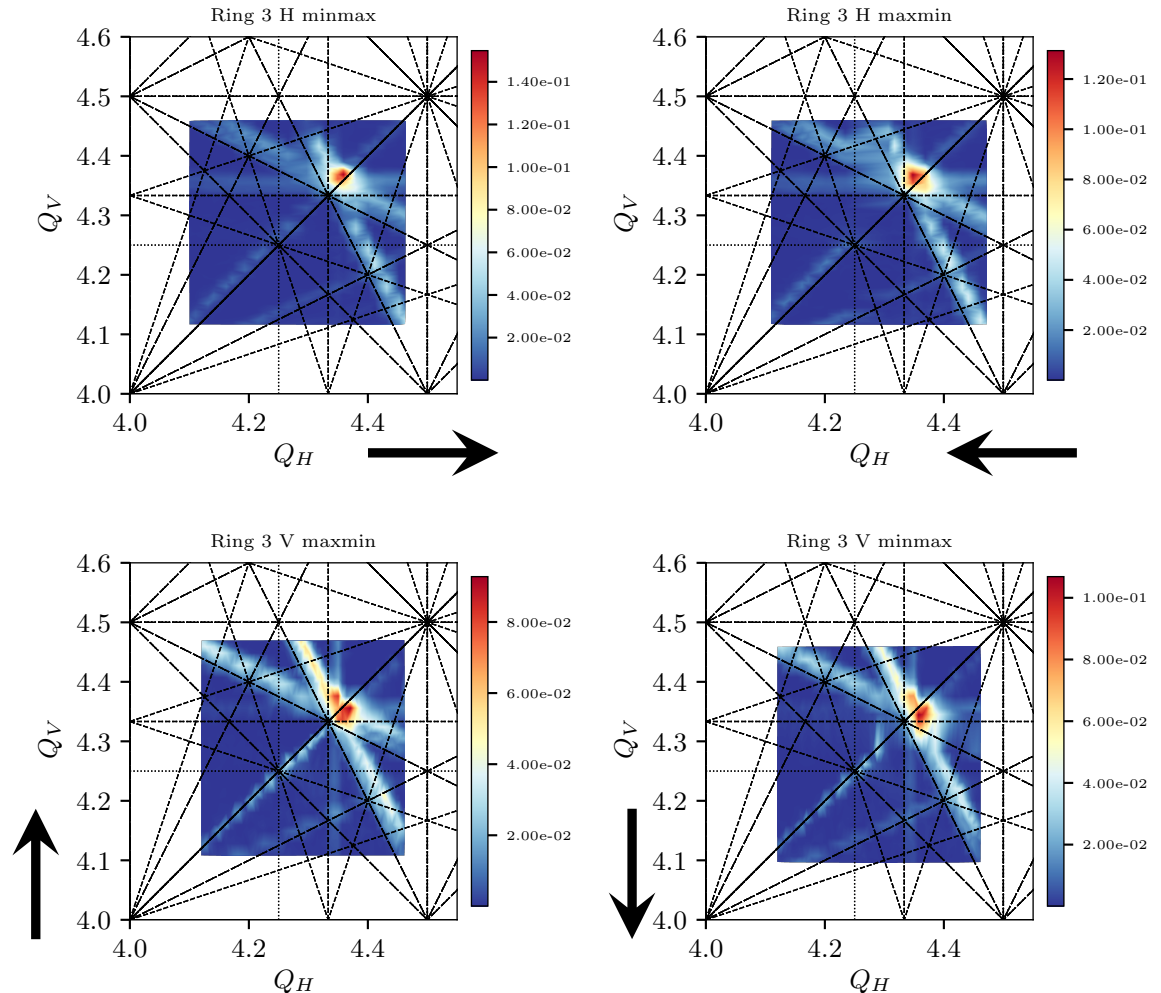 Ring 3 H minmax
4.6
4.5
4.4
4.3
4.2
4.1
4.0
Q_V
4.0 4.2 4.4
Q_H
1.40e−01
1.20e−01
1.00e−01
8.00e−02
6.00e−02
4.00e−02
2.00e−02
Ring 3 H maxmin
4.6
4.5
4.4
4.3
4.2
4.1
4.0
Q_V
4.0 4.2 4.4
Q_H
1.20e−01
1.00e−01
8.00e−02
6.00e−02
4.00e−02
2.00e−02
Ring 3 V maxmin
4.6
4.5
4.4
4.3
4.2
4.1
4.0
Q_V
4.0 4.2 4.4
Q_H
8.00e−02
6.00e−02
4.00e−02
2.00e−02
Ring 3 V minmax
4.6
4.5
4.4
4.3
4.2
4.1
4.0
Q_V
4.0 4.2 4.4
Q_H
1.00e−01
8.00e−02
6.00e−02
4.00e−02
2.00e−02